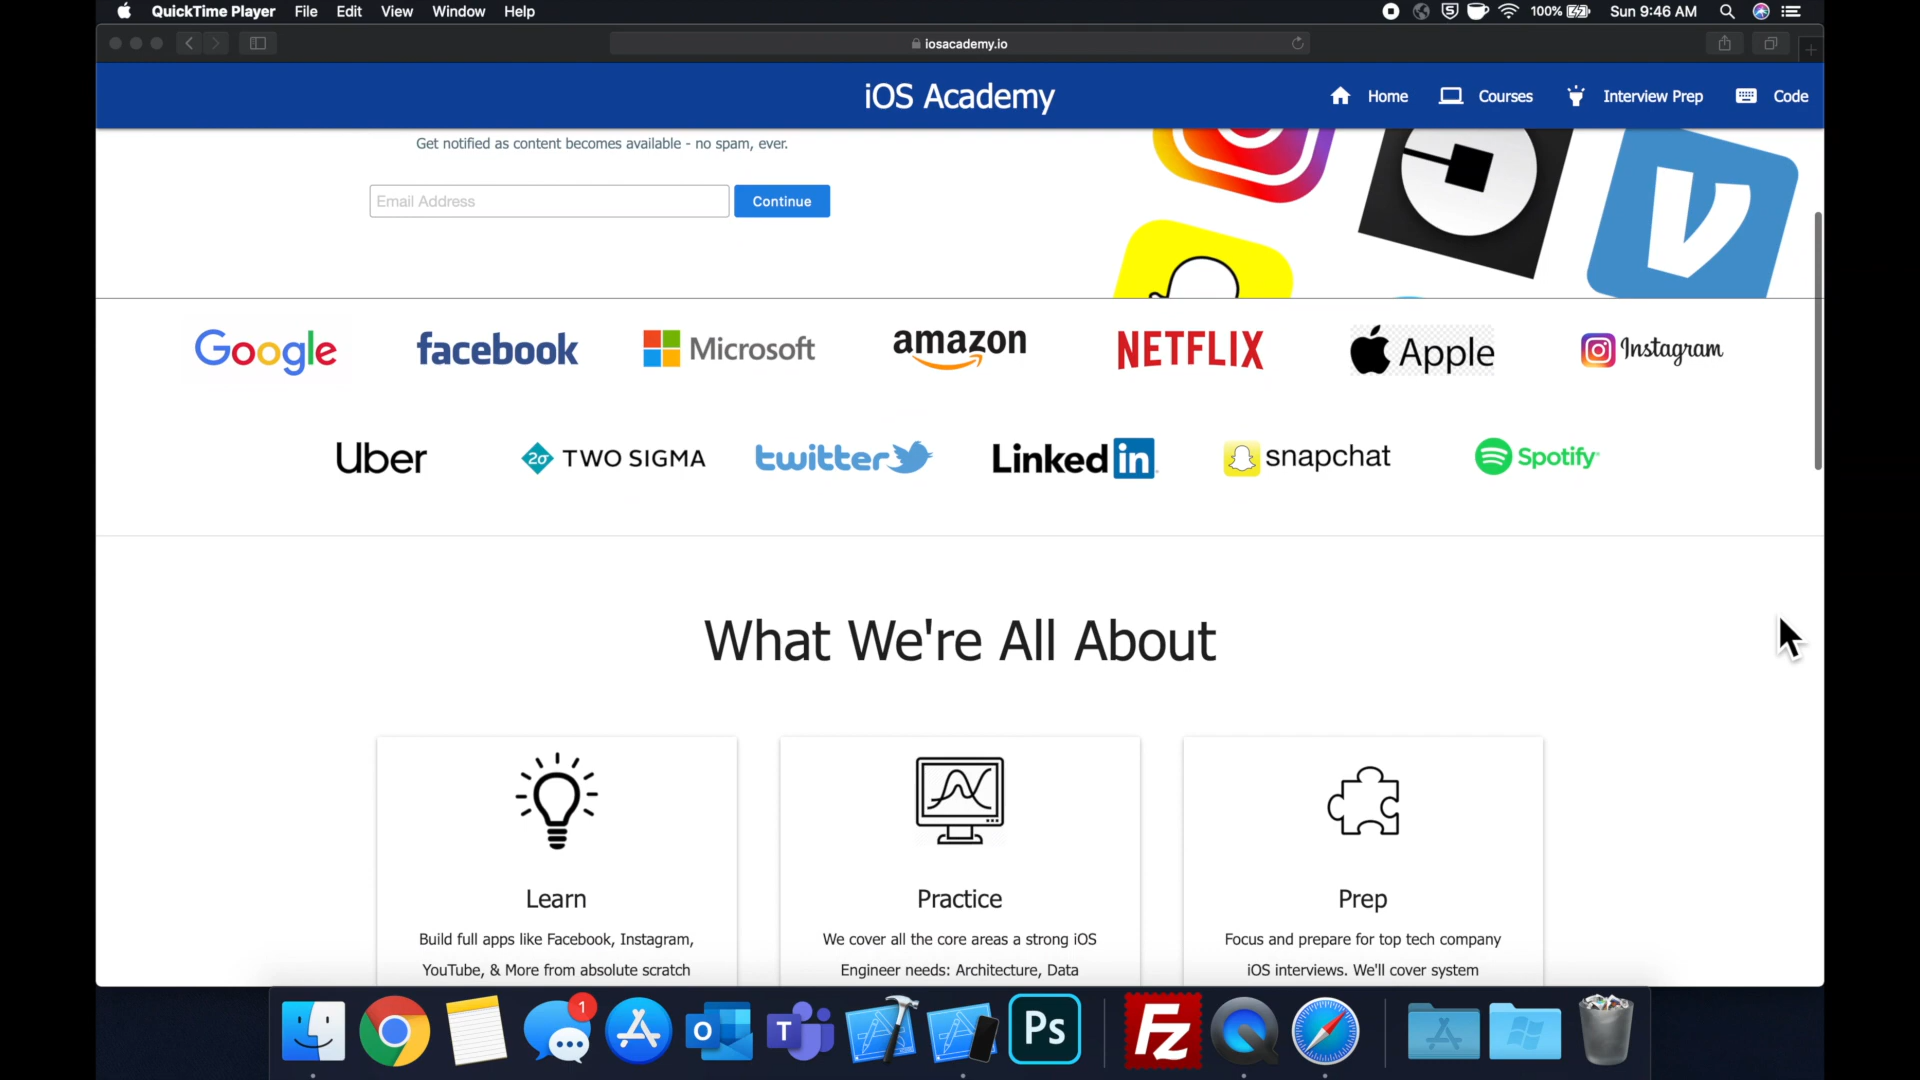 QuickTime Player File Edit View Window Help 100% Sun 9:46 AM
iosacademy.io
iOS Academy Home Courses Interview Prep Code
Get notified as content becomes available - no spam, ever.
Email Address Continue
Google facebook Microsoft amazon NETFLIX Apple Instagram
Uber 2σ TWO SIGMA twitter Linked in snapchat Spotify
What We're All About
Learn Practice Prep
Build full apps like Facebook, Instagram,
YouTube, & More from absolute scratch
We cover all the core areas a strong iOS
Engineer needs: Architecture, Data
Focus and prepare for top tech company
iOS interviews. We'll cover system
1
O T Ps Fz